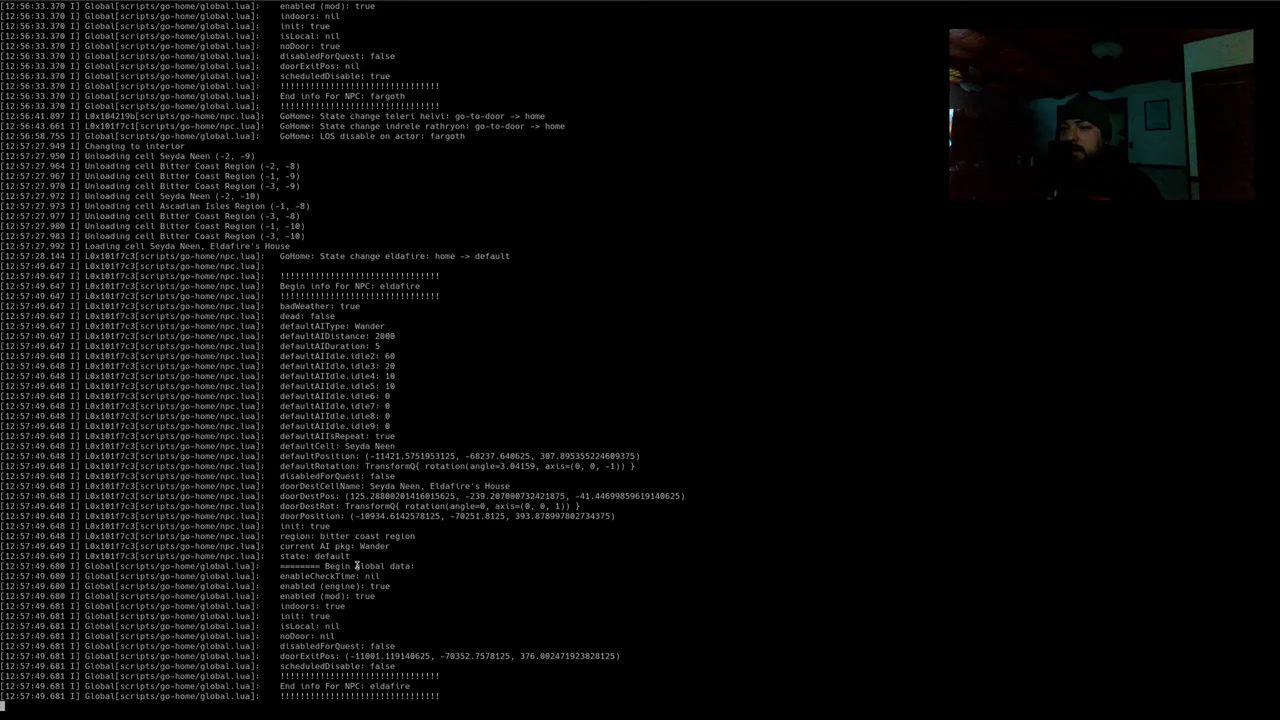 [12:56:33.370 I] Global[scripts/go-home/global.lua]: enabled (mod): true
[12:56:33.370 I] Global[scripts/go-home/global.lua]: indoors: nil
[12:56:33.370 I] Global[scripts/go-home/global.lua]: init: true
[12:56:33.370 I] Global[scripts/go-home/global.lua]: isLocal: nil
[12:56:33.370 I] Global[scripts/go-home/global.lua]: noDoor: true
[12:56:33.370 I] Global[scripts/go-home/global.lua]: disabledForQuest: false
[12:56:33.370 I] Global[scripts/go-home/global.lua]: doorExitPos: nil
[12:56:33.370 I] Global[scripts/go-home/global.lua]: scheduledDisable: true
[12:56:33.370 I] Global[scripts/go-home/global.lua]: !!!!!!!!!!!!!!!!!!!!!!!!!!!!!!!!
[12:56:33.370 I] Global[scripts/go-home/global.lua]: End info For NPC: fargoth
[12:56:33.370 I] Global[scripts/go-home/global.lua]: !!!!!!!!!!!!!!!!!!!!!!!!!!!!!!!!
[12:56:41.897 I] L0x104219b[scripts/go-home/npc.lua]: GoHome: State change teleri helvi: go-to-door -> home
[12:56:43.661 I] L0x101f7c1[scripts/go-home/npc.lua]: GoHome: State change indrele rathryon: go-to-door -> home
[12:56:58.755 I] Global[scripts/go-home/global.lua]: GoHome: LOS disable on actor: fargoth
[12:57:27.949 I] Changing to interior
[12:57:27.950 I] Unloading cell Seyda Neen (-2, -9)
[12:57:27.964 I] Unloading cell Bitter Coast Region (-2, -8)
[12:57:27.967 I] Unloading cell Bitter Coast Region (-1, -9)
[12:57:27.970 I] Unloading cell Bitter Coast Region (-3, -9)
[12:57:27.972 I] Unloading cell Seyda Neen (-2, -10)
[12:57:27.973 I] Unloading cell Ascadian Isles Region (-1, -8)
[12:57:27.977 I] Unloading cell Bitter Coast Region (-3, -8)
[12:57:27.980 I] Unloading cell Bitter Coast Region (-1, -10)
[12:57:27.983 I] Unloading cell Bitter Coast Region (-3, -10)
[12:57:27.992 I] Loading cell Seyda Neen, Eldafire's House
[12:57:28.144 I] L0x101f7c3[scripts/go-home/npc.lua]: GoHome: State change eldafire: home -> default
[12:57:49.647 I] L0x101f7c3[scripts/go-home/npc.lua]:
[12:57:49.647 I] L0x101f7c3[scripts/go-home/npc.lua]: !!!!!!!!!!!!!!!!!!!!!!!!!!!!!!!!
[12:57:49.647 I] L0x101f7c3[scripts/go-home/npc.lua]: Begin info For NPC: eldafire
[12:57:49.647 I] L0x101f7c3[scripts/go-home/npc.lua]: !!!!!!!!!!!!!!!!!!!!!!!!!!!!!!!!
[12:57:49.647 I] L0x101f7c3[scripts/go-home/npc.lua]: badWeather: true
[12:57:49.647 I] L0x101f7c3[scripts/go-home/npc.lua]: dead: false
[12:57:49.647 I] L0x101f7c3[scripts/go-home/npc.lua]: defaultAIType: Wander
[12:57:49.647 I] L0x101f7c3[scripts/go-home/npc.lua]: defaultAIDistance: 2000
[12:57:49.647 I] L0x101f7c3[scripts/go-home/npc.lua]: defaultAIDuration: 5
[12:57:49.648 I] L0x101f7c3[scripts/go-home/npc.lua]: defaultAIIdle.idle2: 60
[12:57:49.648 I] L0x101f7c3[scripts/go-home/npc.lua]: defaultAIIdle.idle3: 20
[12:57:49.648 I] L0x101f7c3[scripts/go-home/npc.lua]: defaultAIIdle.idle4: 10
[12:57:49.648 I] L0x101f7c3[scripts/go-home/npc.lua]: defaultAIIdle.idle5: 10
[12:57:49.648 I] L0x101f7c3[scripts/go-home/npc.lua]: defaultAIIdle.idle6: 0
[12:57:49.648 I] L0x101f7c3[scripts/go-home/npc.lua]: defaultAIIdle.idle7: 0
[12:57:49.648 I] L0x101f7c3[scripts/go-home/npc.lua]: defaultAIIdle.idle8: 0
[12:57:49.648 I] L0x101f7c3[scripts/go-home/npc.lua]: defaultAIIdle.idle9: 0
[12:57:49.648 I] L0x101f7c3[scripts/go-home/npc.lua]: defaultAIIsRepeat: true
[12:57:49.648 I] L0x101f7c3[scripts/go-home/npc.lua]: defaultCell: Seyda Neen
[12:57:49.648 I] L0x101f7c3[scripts/go-home/npc.lua]: defaultPosition: (-11421.5751953125, -68237.640625, 307.895355224609375)
[12:57:49.648 I] L0x101f7c3[scripts/go-home/npc.lua]: defaultRotation: TransformQ{ rotation(angle=3.04159, axis=(0, 0, -1)) }
[12:57:49.648 I] L0x101f7c3[scripts/go-home/npc.lua]: disabledForQuest: false
[12:57:49.648 I] L0x101f7c3[scripts/go-home/npc.lua]: doorDestCellName: Seyda Neen, Eldafire's House
[12:57:49.648 I] L0x101f7c3[scripts/go-home/npc.lua]: doorDestPos: (125.28800201416015625, -239.207000732421875, -41.44699859619140625)
[12:57:49.648 I] L0x101f7c3[scripts/go-home/npc.lua]: doorDestRot: TransformQ{ rotation(angle=0, axis=(0, 0, 1)) }
[12:57:49.648 I] L0x101f7c3[scripts/go-home/npc.lua]: doorPosition: (-10934.6142578125, -70251.8125, 393.878997802734375)
[12:57:49.648 I] L0x101f7c3[scripts/go-home/npc.lua]: init: true
[12:57:49.648 I] L0x101f7c3[scripts/go-home/npc.lua]: region: bitter coast region
[12:57:49.649 I] L0x101f7c3[scripts/go-home/npc.lua]: current AI pkg: Wander
[12:57:49.649 I] L0x101f7c3[scripts/go-home/npc.lua]: state: default
[12:57:49.680 I] Global[scripts/go-home/global.lua]: ======== Begin global data:
[12:57:49.680 I] Global[scripts/go-home/global.lua]: enableCheckTime: nil
[12:57:49.680 I] Global[scripts/go-home/global.lua]: enabled (engine): true
[12:57:49.680 I] Global[scripts/go-home/global.lua]: enabled (mod): true
[12:57:49.681 I] Global[scripts/go-home/global.lua]: indoors: true
[12:57:49.681 I] Global[scripts/go-home/global.lua]: init: true
[12:57:49.681 I] Global[scripts/go-home/global.lua]: isLocal: nil
[12:57:49.681 I] Global[scripts/go-home/global.lua]: noDoor: nil
[12:57:49.681 I] Global[scripts/go-home/global.lua]: disabledForQuest: false
[12:57:49.681 I] Global[scripts/go-home/global.lua]: doorExitPos: (-11001.119140625, -70352.7578125, 376.002471923828125)
[12:57:49.681 I] Global[scripts/go-home/global.lua]: scheduledDisable: false
[12:57:49.681 I] Global[scripts/go-home/global.lua]: !!!!!!!!!!!!!!!!!!!!!!!!!!!!!!!!
[12:57:49.681 I] Global[scripts/go-home/global.lua]: End info For NPC: eldafire
[12:57:49.681 I] Global[scripts/go-home/global.lua]: !!!!!!!!!!!!!!!!!!!!!!!!!!!!!!!!